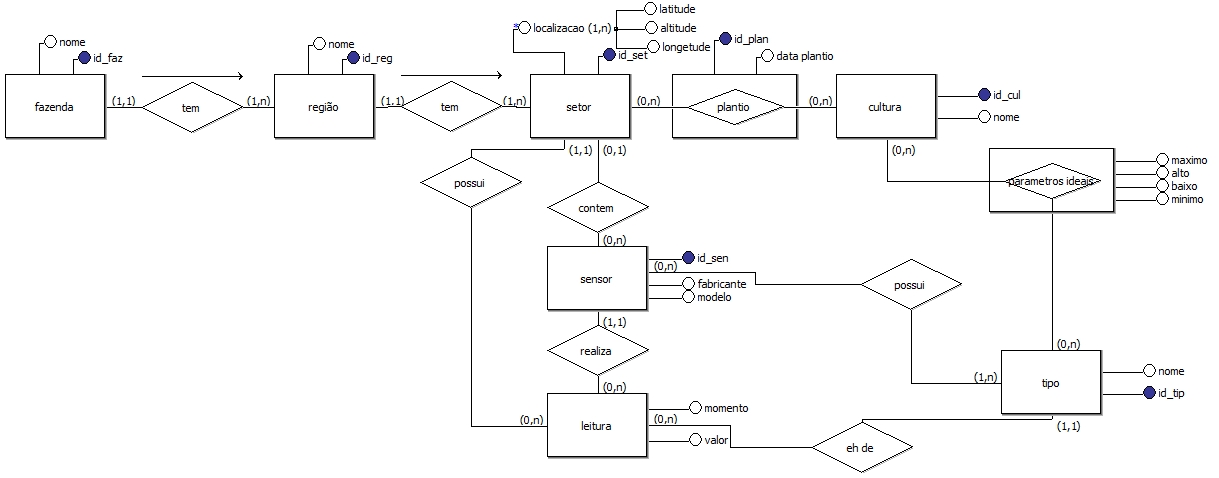 latitude
* localizacao (1,n)
altitude
longetude
nome
id_faz
nome
id_reg
id_set
id_plan
data plantio
fazenda
(1,1)
tem
(1,n)
região
(1,1)
tem
(1,n)
setor
(0,n)
plantio
(0,n)
cultura
id_cul
nome
(1,1)
(0,1)
(0,n)
possui
contem
parametros ideais
maximo
alto
baixo
minimo
(0,n)
sensor
id_sen
(0,n)
fabricante
modelo
possui
(1,1)
realiza
(0,n)
(0,n)
(1,n)
tipo
nome
id_tip
(0,n)
leitura
momento
(0,n)
valor
eh de
(1,1)